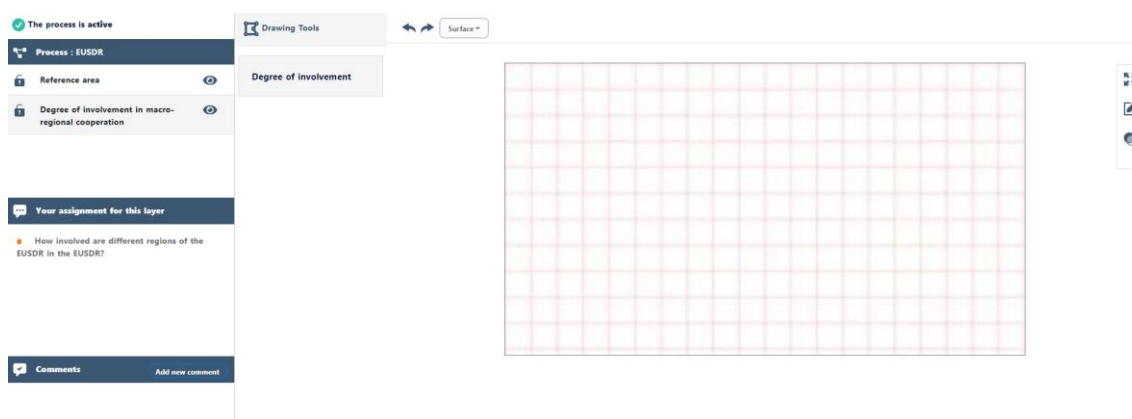 The process is active
Process : EUSDR
Reference area
Degree of involvement in macro-
regional cooperation
Your assignment for this layer
How involved are different regions of the
EUSDR in the EUSDR?
Comments
Add new comment
Drawing Tools
Degree of involvement
Surface